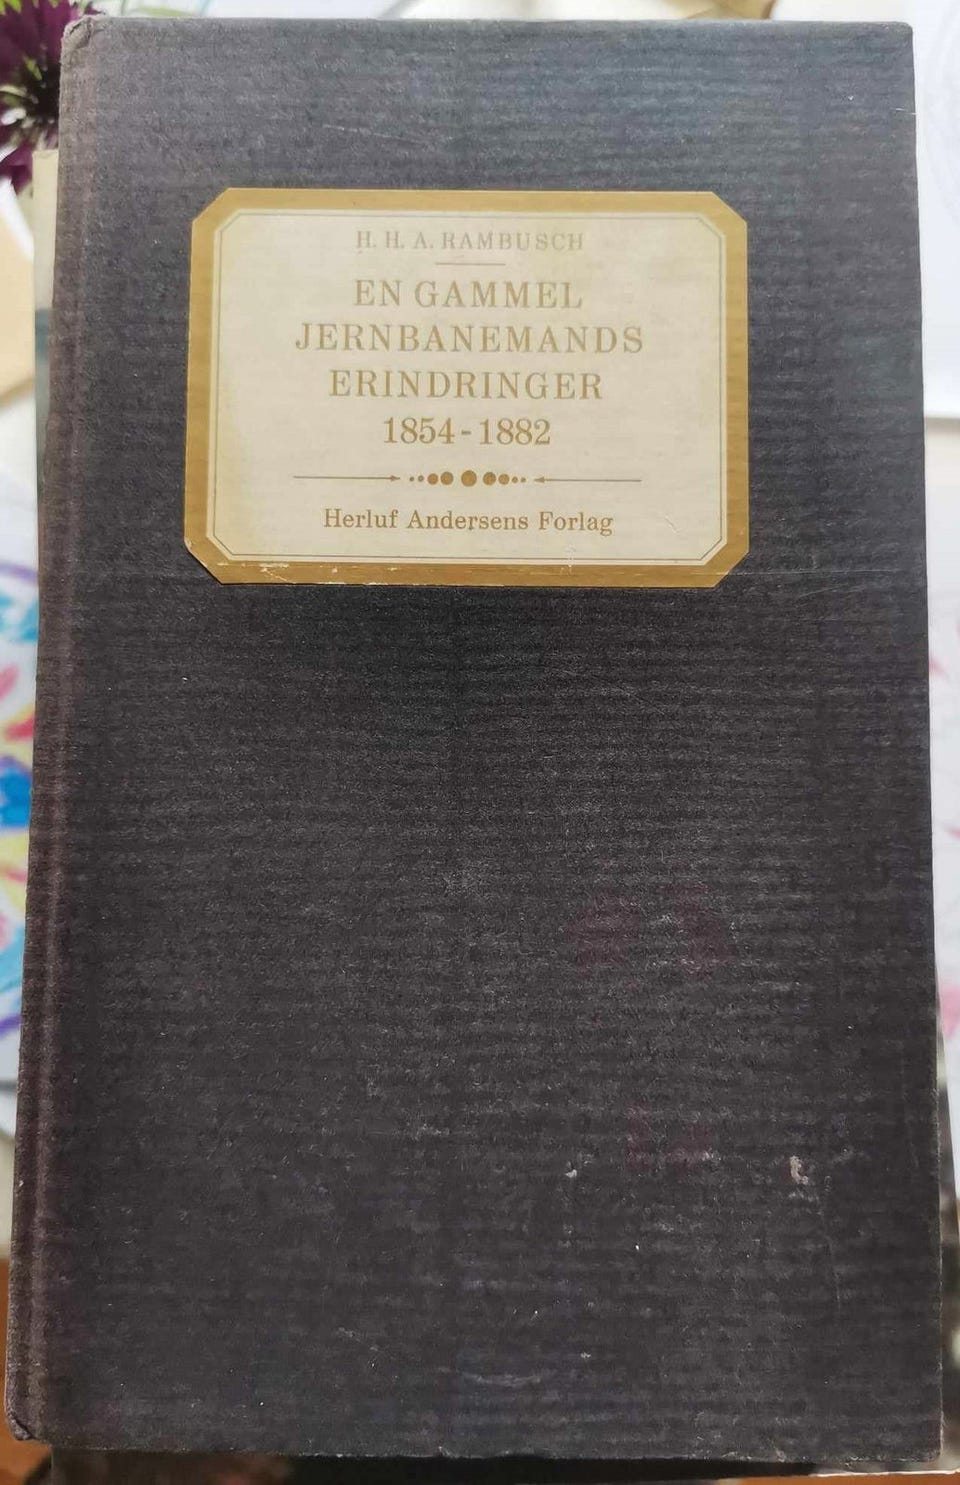 H. H. A. RAMBUSCH
EN GAMMEL
JERNBANEMANDS
ERINDRINGER
1854-1882
Herluf Andersens Forlag